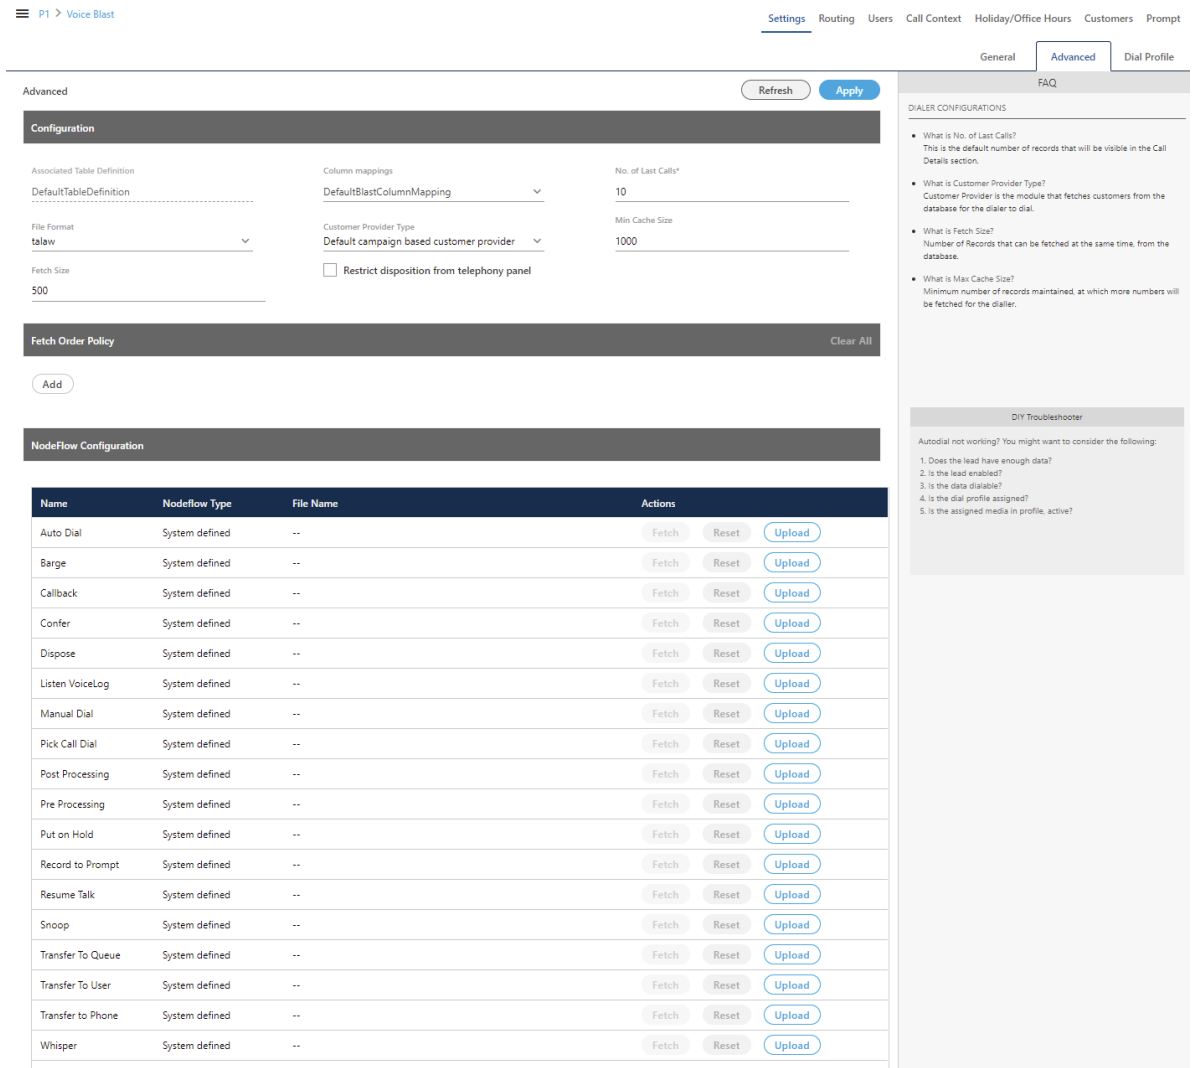 P1 > Voice Blast
Settings Routing Users Call Context Holiday/Office Hours Customers Prompt
General Advanced Dial Profile
Advanced Refresh Apply
Configuration
Associated Table Definition Column mappings No. of Last Calls*
DefaultTableDefinition DefaultBlastColumnMapping 10
File Format Customer Provider Type Min Cache Size
talaw Default campaign based customer provider 1000
Fetch Size Restrict disposition from telephony panel
500
Fetch Order Policy Clear All
Add
NodeFlow Configuration
Name Nodeflow Type File Name Actions
Auto Dial System defined -- Fetch Reset Upload
Barge System defined -- Fetch Reset Upload
Callback System defined -- Fetch Reset Upload
Confer System defined -- Fetch Reset Upload
Dispose System defined -- Fetch Reset Upload
Listen VoiceLog System defined -- Fetch Reset Upload
Manual Dial System defined -- Fetch Reset Upload
Pick Call Dial System defined -- Fetch Reset Upload
Post Processing System defined -- Fetch Reset Upload
Pre Processing System defined -- Fetch Reset Upload
Put on Hold System defined -- Fetch Reset Upload
Record to Prompt System defined -- Fetch Reset Upload
Resume Talk System defined -- Fetch Reset Upload
Snoop System defined -- Fetch Reset Upload
Transfer To Queue System defined -- Fetch Reset Upload
Transfer To User System defined -- Fetch Reset Upload
Transfer to Phone System defined -- Fetch Reset Upload
Whisper System defined -- Fetch Reset Upload
FAQ
DIALER CONFIGURATIONS
• What is No. of Last Calls?
This is the default number of records that will be visible in the Call
Details section.
• What is Customer Provider Type?
Customer Provider is the module that fetches customers from the
database for the dialer to dial.
• What is Fetch Size?
Number of Records that can be fetched at the same time, from the
database.
• What is Max Cache Size?
Minimum number of records maintained, at which more numbers will
be fetched for the dialler.
DIY Troubleshooter
Autodial not working? You might want to consider the following:
1. Does the lead have enough data?
2. Is the lead enabled?
3. Is the data dialable?
4. Is the dial profile assigned?
5. Is the assigned media in profile, active?